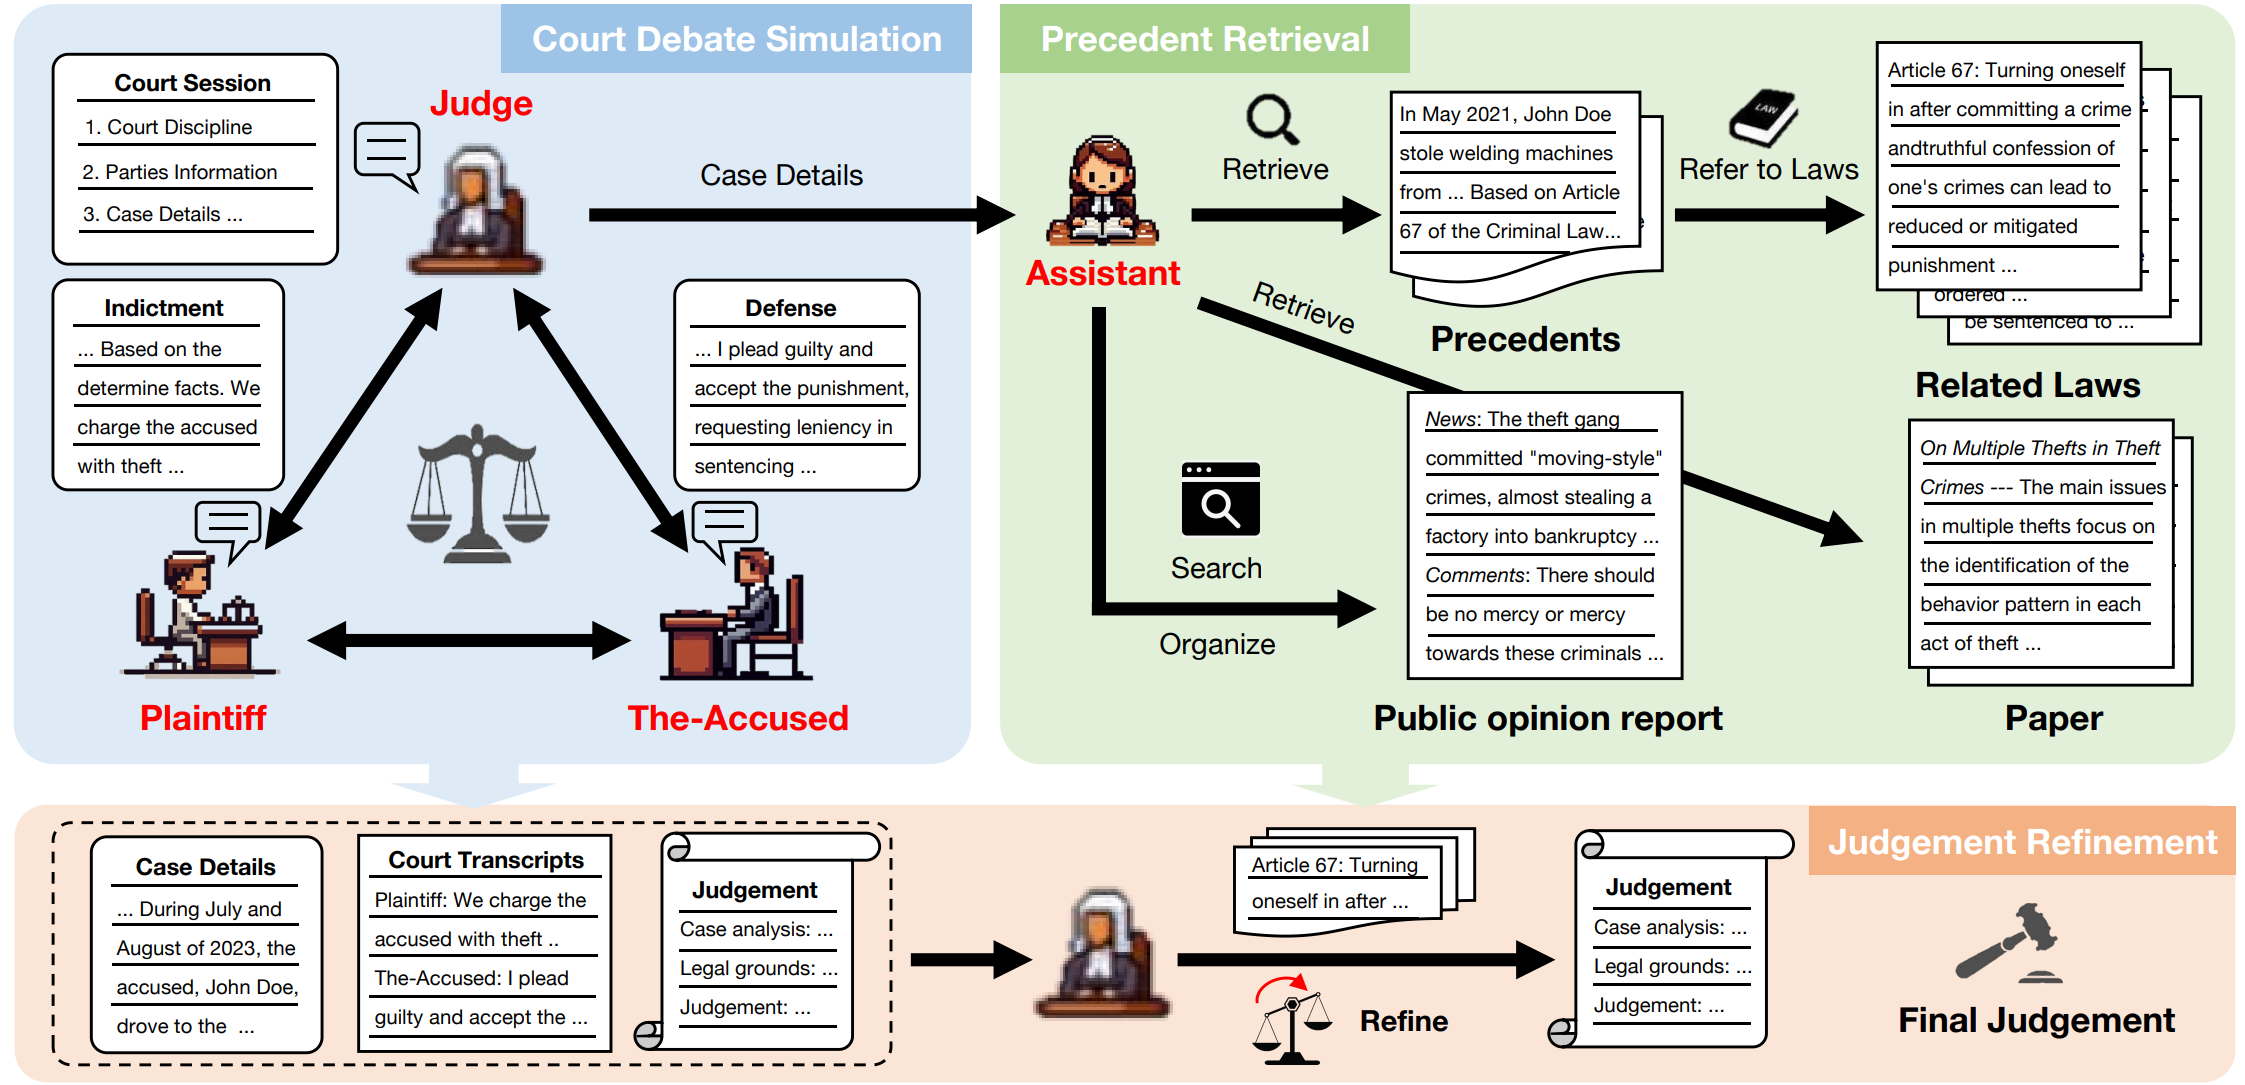 Court Debate Simulation
Court Session
1. Court Discipline
2. Parties Information
3. Case Details ...
Judge
Case Details
Indictment
... Based on the
determine facts. We
charge the accused
with theft ...
Defense
... I plead guilty and
accept the punishment,
requesting leniency in
sentencing ...
Plaintiff
The-Accused
Precedent Retrieval
Assistant
Retrieve
In May 2021, John Doe
stole welding machines
from ... Based on Article
67 of the Criminal Law...
Precedents
Refer to Laws
LAW
Article 67: Turning oneself
in after committing a crime
andtruthful confession of
one's crimes can lead to
reduced or mitigated
punishment ...
ordered ...
be sentenced to ...
Related Laws
Retrieve
Search
Organize
News: The theft gang
committed "moving-style"
crimes, almost stealing a
factory into bankruptcy ...
Comments: There should
be no mercy or mercy
towards these criminals ...
Public opinion report
On Multiple Thefts in Theft
Crimes --- The main issues
in multiple thefts focus on
the identification of the
behavior pattern in each
act of theft ...
Paper
Judgement Refinement
Case Details
... During July and
August of 2023, the
accused, John Doe,
drove to the ...
Court Transcripts
Plaintiff: We charge the
accused with theft ..
The-Accused: I plead
guilty and accept the ...
Judgement
Case analysis: ...
Legal grounds: ...
Judgement: ...
Article 67: Turning
oneself in after ...
Refine
Judgement
Case analysis: ...
Legal grounds: ...
Judgement: ...
Final Judgement